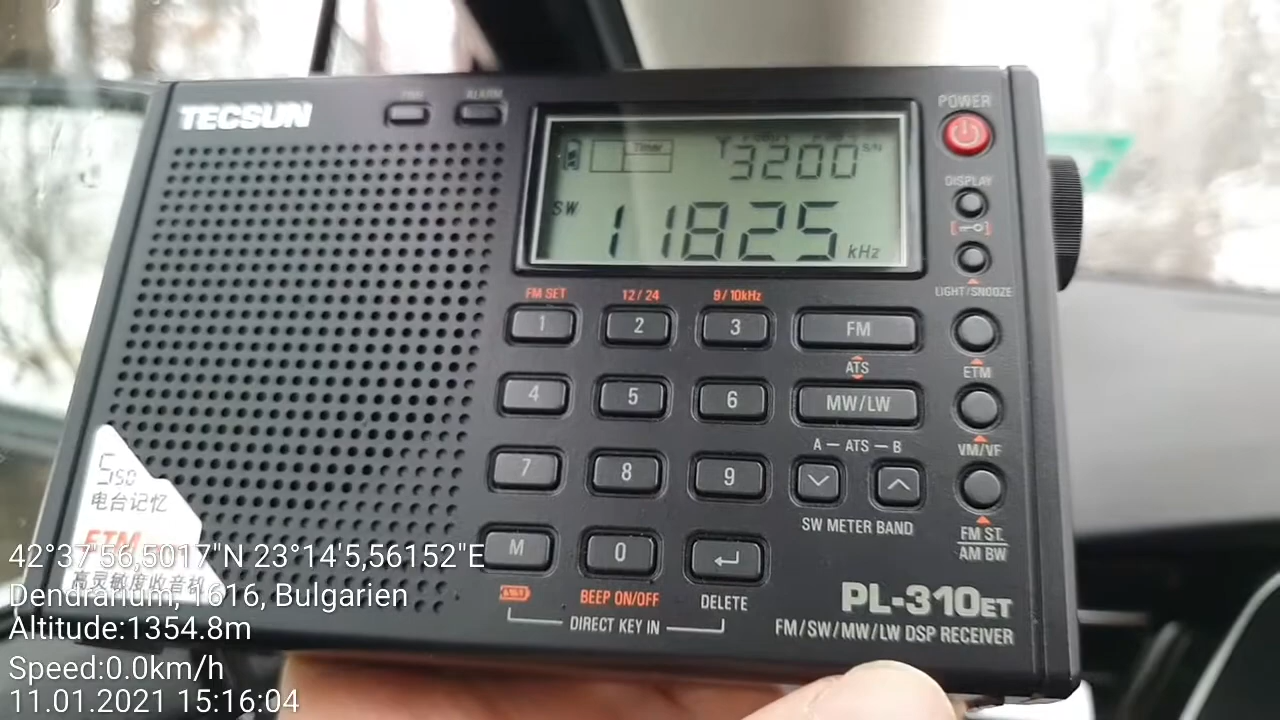 TECSUN
ALARM
POWER
Timer
3200
S/N
SW
11825
kHz
DISPLAY
LIGHT/SNOOZE
FM SET
12/24
9/10kHz
1
2
3
FM
ATS
ETM
4
5
6
MW/LW
A — ATS — B
VM/VF
7
8
9
SW METER BAND
FM ST.
AM BW
M
0
BEEP ON/OFF
DELETE
DIRECT KEY IN
PL-310ET
FM/SW/MW/LW DSP RECEIVER
550
电台记忆
ETM
高灵敏度收音机
42°37'56,5017"N 23°14'5,56152"E
Dendrarium, 1616, Bulgarien
Altitude:1354.8m
Speed:0.0km/h
11.01.2021 15:16:04